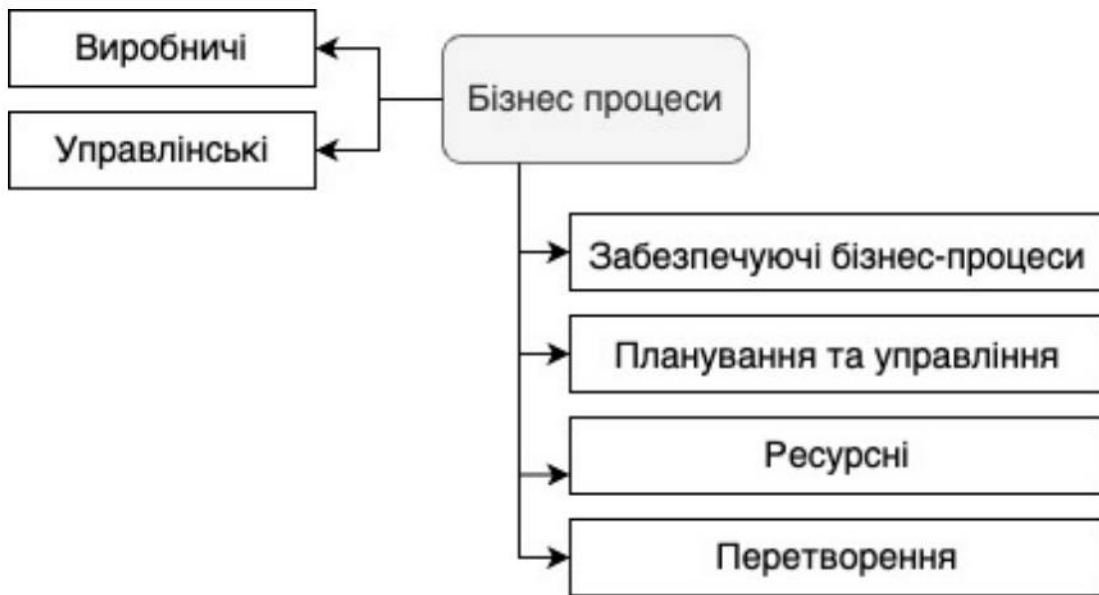 Виробничі
Бізнес процеси
Управлінські
Забезпечуючі бізнес-процеси
Планування та управління
Ресурсні
Перетворення